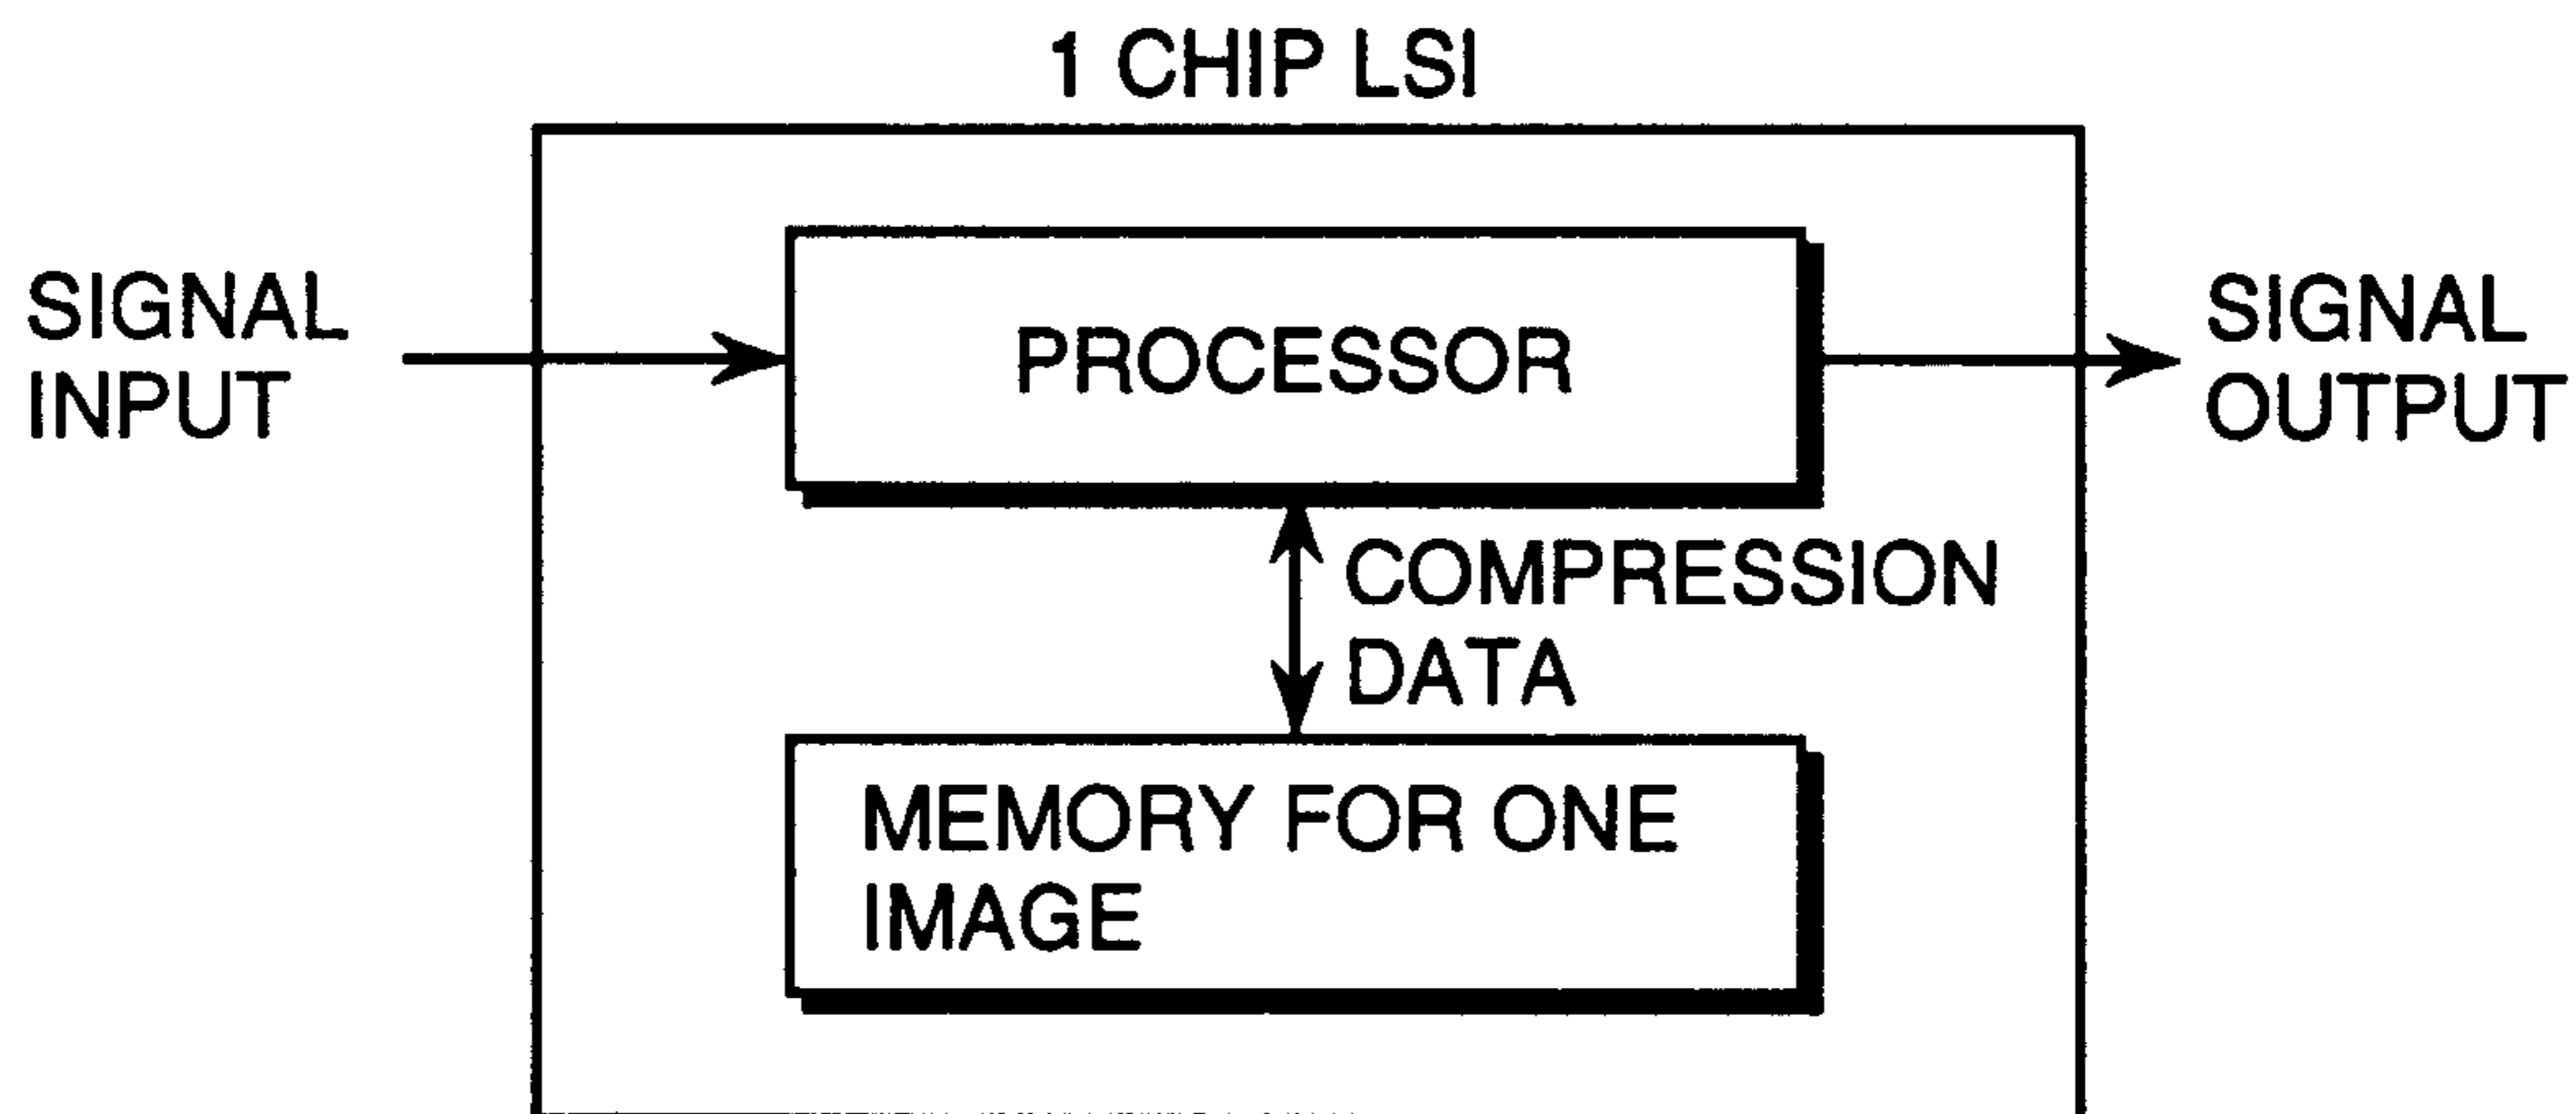 1 CHIP LSI
SIGNAL
INPUT
PROCESSOR
SIGNAL
OUTPUT
COMPRESSION
DATA
MEMORY FOR ONE
IMAGE